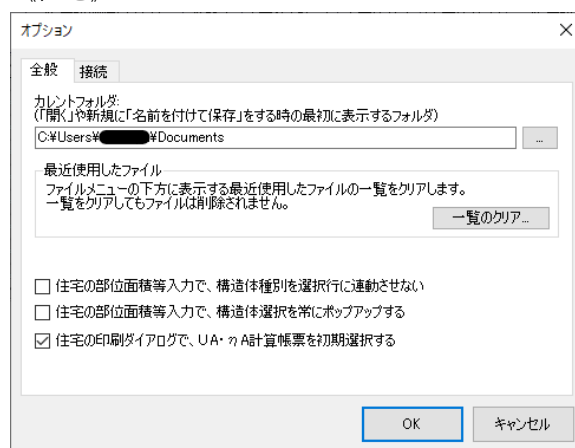 オプション
全般 接続
カレントフォルダ:
(「開く」や新規に「名前を付けて保存」をする時の最初に表示するフォルダ)
C:¥Users¥ ¥Documents
...
最近使用したファイル
ファイルメニューの下方に表示する最近使用したファイルの一覧をクリアします。
一覧をクリアしてもファイルは削除されません。
一覧のクリア...
住宅の部位面積等入力で、構造体種別を選択行に連動させない
住宅の部位面積等入力で、構造体選択を常にポップアップする
住宅の印刷ダイアログで、UA・ηA計算帳票を初期選択する
OK キャンセル